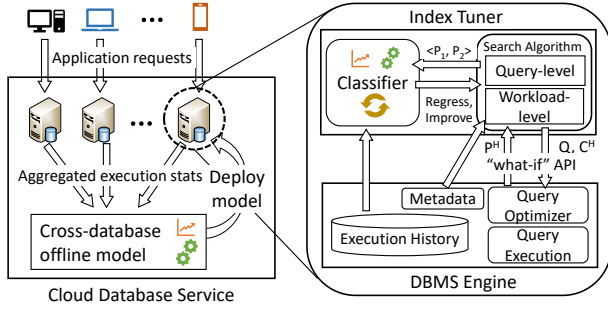 Application requests
...
...
Aggregated execution stats
Deploy
model
Cross-database
offline model
Cloud Database Service
Index Tuner
<P₁, P₂>
Classifier
Regress,
Improve
Search Algorithm
Query-level
Workload-
level
Pᴴ
Q, Cᴴ
"what-if" API
Metadata
Execution History
Query
Optimizer
Query
Execution
DBMS Engine